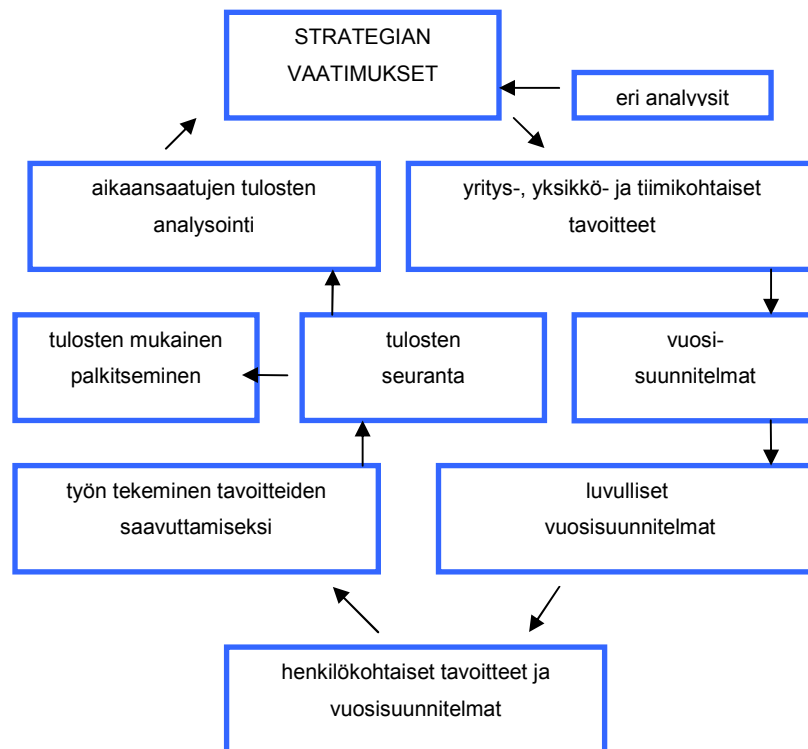 STRATEGIAN
VAATIMUKSET
eri analyysit
aikaansaatujen tulosten
analysointi
yritys-, yksikkö- ja tiimikohtaiset
tavoitteet
tulosten mukainen
palkitseminen
tulosten
seuranta
vuosi-
suunnitelmat
työn tekeminen tavoitteiden
saavuttamiseksi
luvulliset
vuosisuunnitelmat
henkilökohtaiset tavoitteet ja
vuosisuunnitelmat